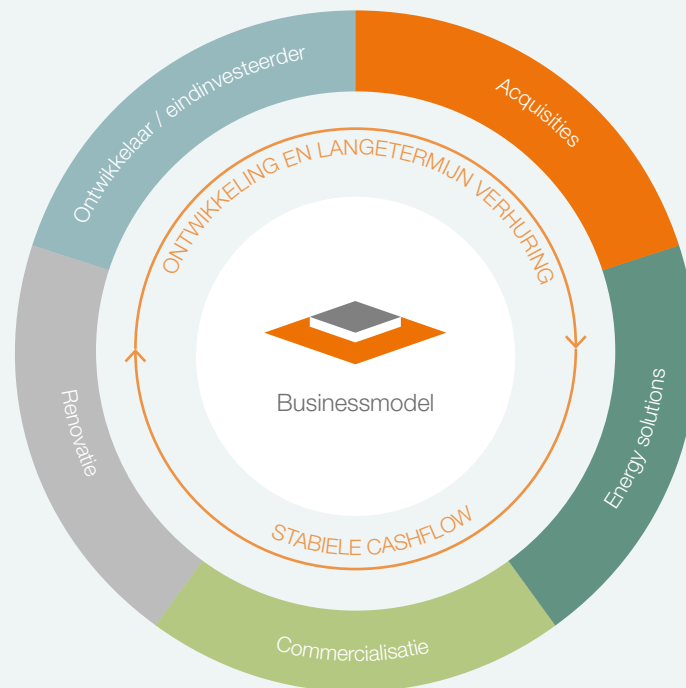 Ontwikkelaar / eindinvesteerder
Acquisities
ONTWIKKELING EN LANGETERMIJN VERHURING
Businessmodel
Energy solutions
Renovatie
STABIELE CASHFLOW
Commercialisatie